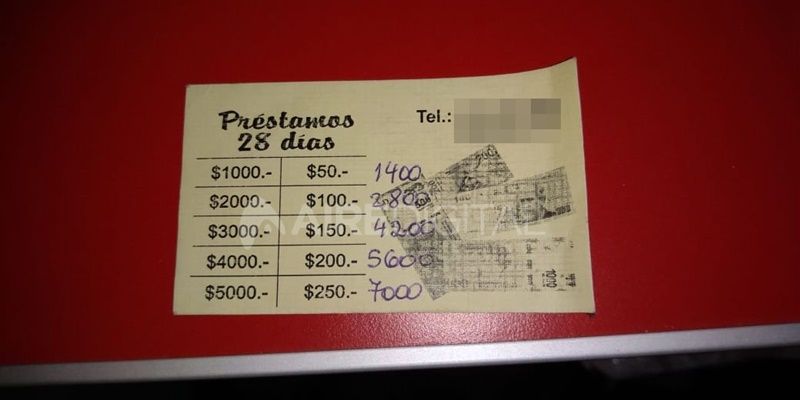 Préstamos
28 días
Tel.:
$1000.- $50.- 1400
$2000.- $100.- 2800
$3000.- $150.- 4200
$4000.- $200.- 5600
$5000.- $250.- 7000
AIREDIGITAL